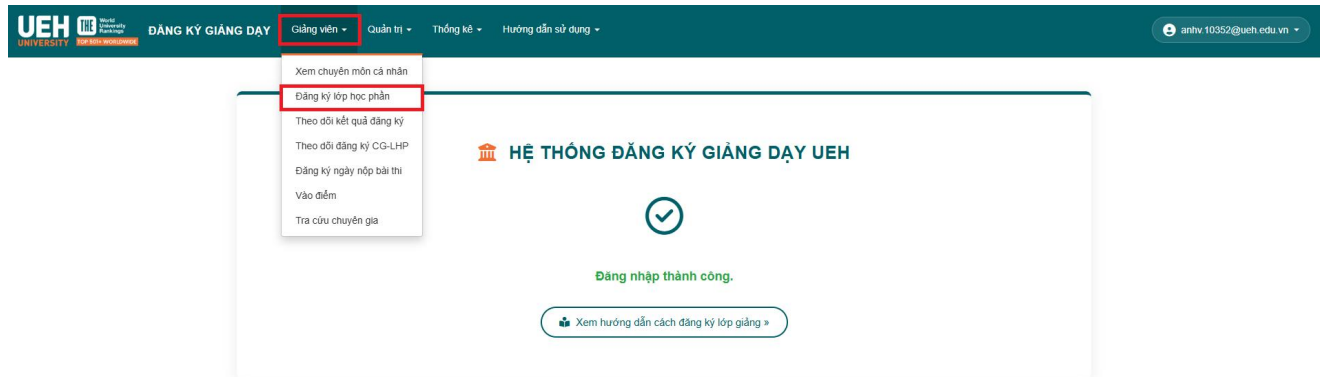 UEH UNIVERSITY THE World University Rankings TOP 801+ WORLDWIDE ĐĂNG KÝ GIẢNG DẠY Giảng viên Quản trị Thống kê Hướng dẫn sử dụng anhv.10352@ueh.edu.vn
Xem chuyên môn cá nhân
Đăng ký lớp học phần
Theo dõi kết quả đăng ký
Theo dõi đăng ký CG-LHP
Đăng ký ngày nộp bài thi
Vào điểm
Tra cứu chuyên gia
HỆ THỐNG ĐĂNG KÝ GIẢNG DẠY UEH
Đăng nhập thành công.
Xem hướng dẫn cách đăng ký lớp giảng »